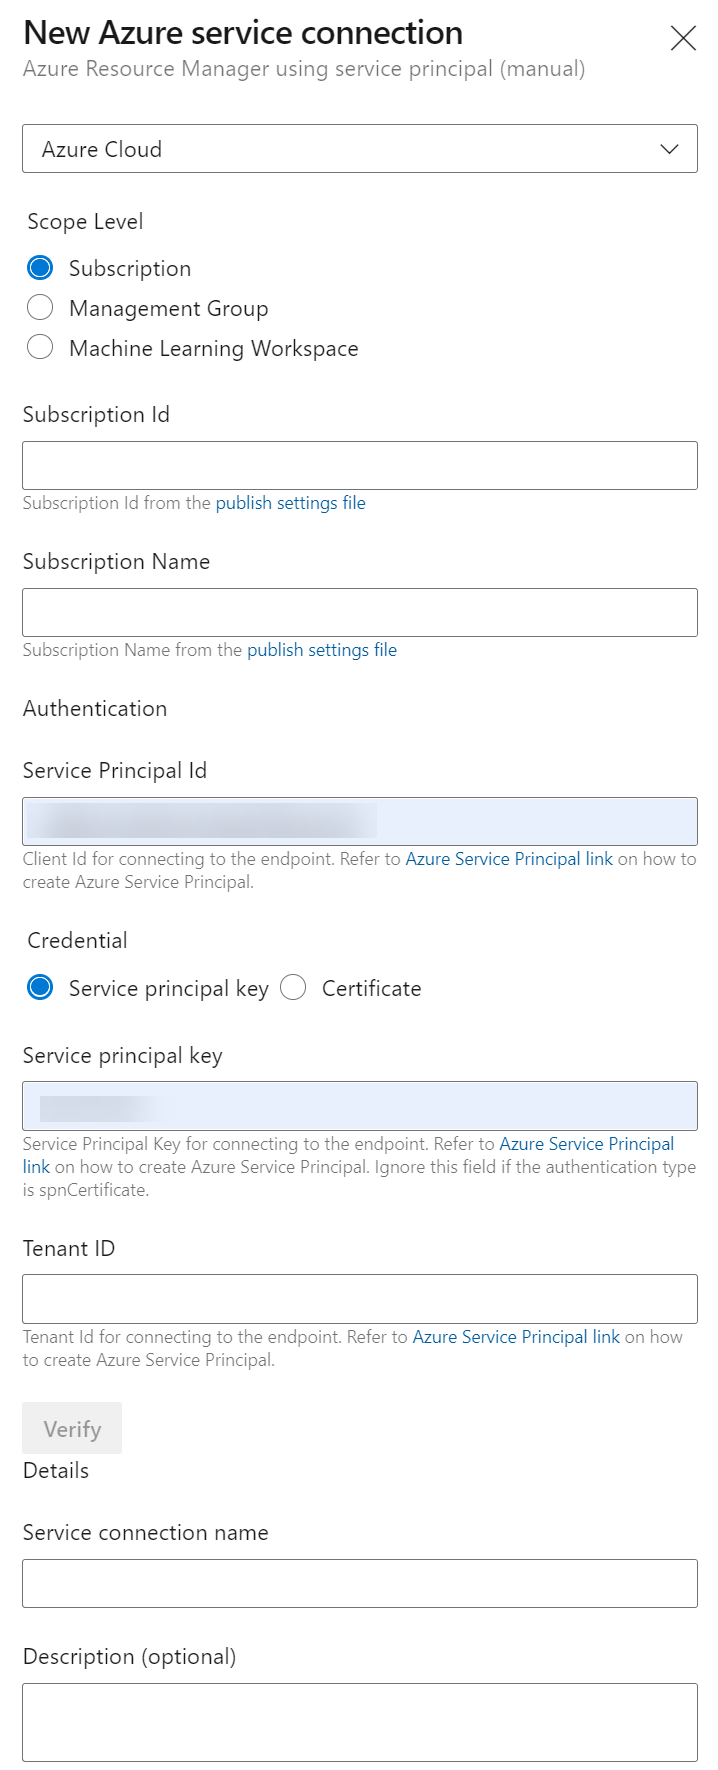 New Azure service connection
Azure Resource Manager using service principal (manual)
Azure Cloud
Scope Level
Subscription
Management Group
Machine Learning Workspace
Subscription Id
Subscription Id from the publish settings file
Subscription Name
Subscription Name from the publish settings file
Authentication
Service Principal Id
Client Id for connecting to the endpoint. Refer to Azure Service Principal link on how to
create Azure Service Principal.
Credential
Service principal key Certificate
Service principal key
Service Principal Key for connecting to the endpoint. Refer to Azure Service Principal
link on how to create Azure Service Principal. Ignore this field if the authentication type
is spnCertificate.
Tenant ID
Tenant Id for connecting to the endpoint. Refer to Azure Service Principal link on how
to create Azure Service Principal.
Verify
Details
Service connection name
Description (optional)